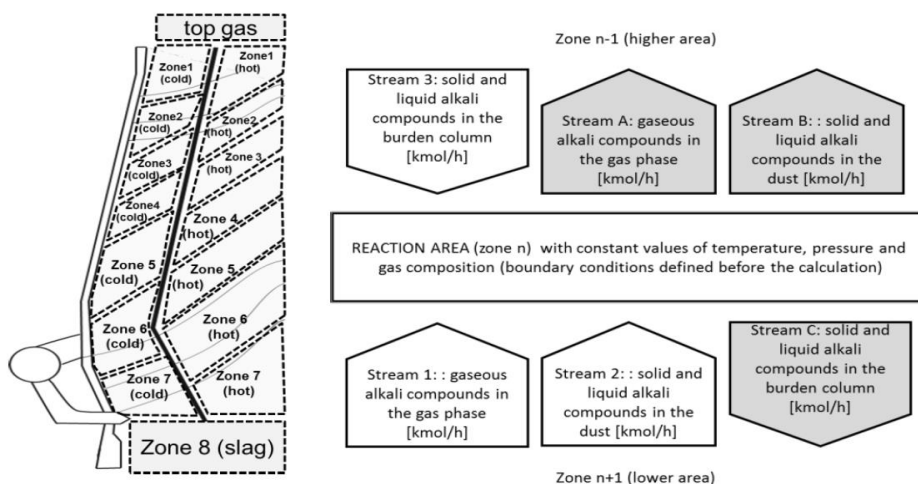 top gas
Zone1
(cold)
Zone1
(hot)
Zone2
(cold)
Zone2
(hot)
Zone3
(cold)
Zone 3
(hot)
Zone4
(cold)
Zone 4
(hot)
Zone 5
(cold)
Zone 5
(hot)
Zone 6
(cold)
Zone 6
(hot)
Zone 7
(cold)
Zone 7
(hot)
Zone 8 (slag)
Zone n-1 (higher area)
Stream 3: solid and
liquid alkali
compounds in the
burden column
[kmol/h]
Stream A: gaseous
alkali compounds in
the gas phase
[kmol/h]
Stream B: : solid and
liquid alkali
compounds in the
dust [kmol/h]
REACTION AREA (zone n) with constant values of temperature, pressure and
gas composition (boundary conditions defined before the calculation)
Stream 1: : gaseous
alkali compounds in
the gas phase
[kmol/h]
Stream 2: : solid and
liquid alkali
compounds in the
dust [kmol/h]
Stream C: solid and
liquid alkali
compounds in the
burden column
[kmol/h]
Zone n+1 (lower area)